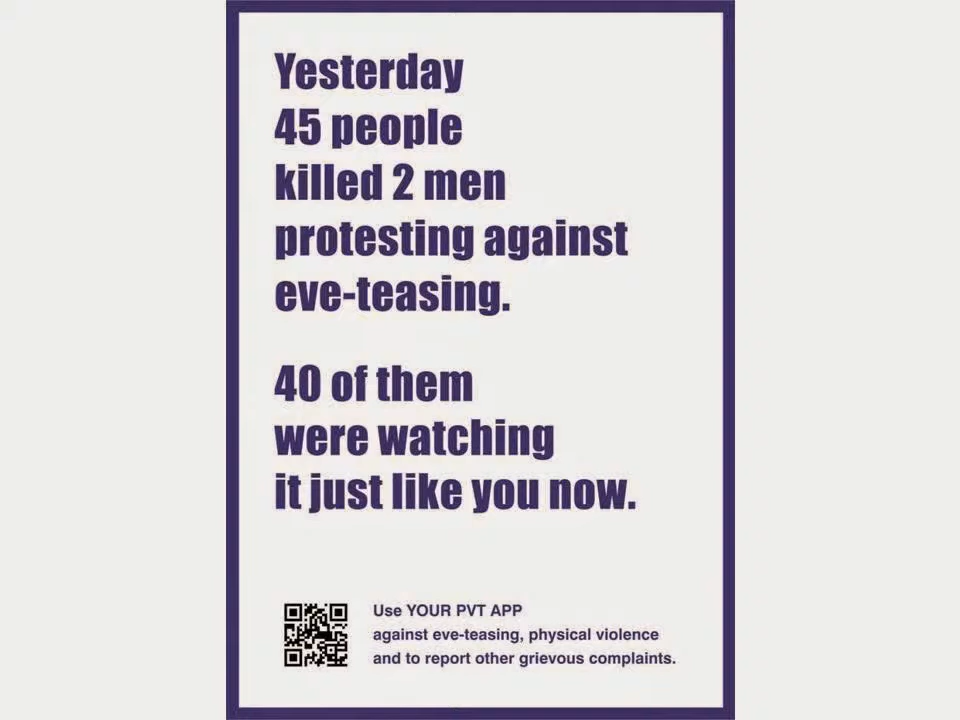 Yesterday
45 people
killed 2 men
protesting against
eve-teasing.
40 of them
were watching
it just like you now.
Use YOUR PVT APP
against eve-teasing, physical violence
and to report other grievous complaints.